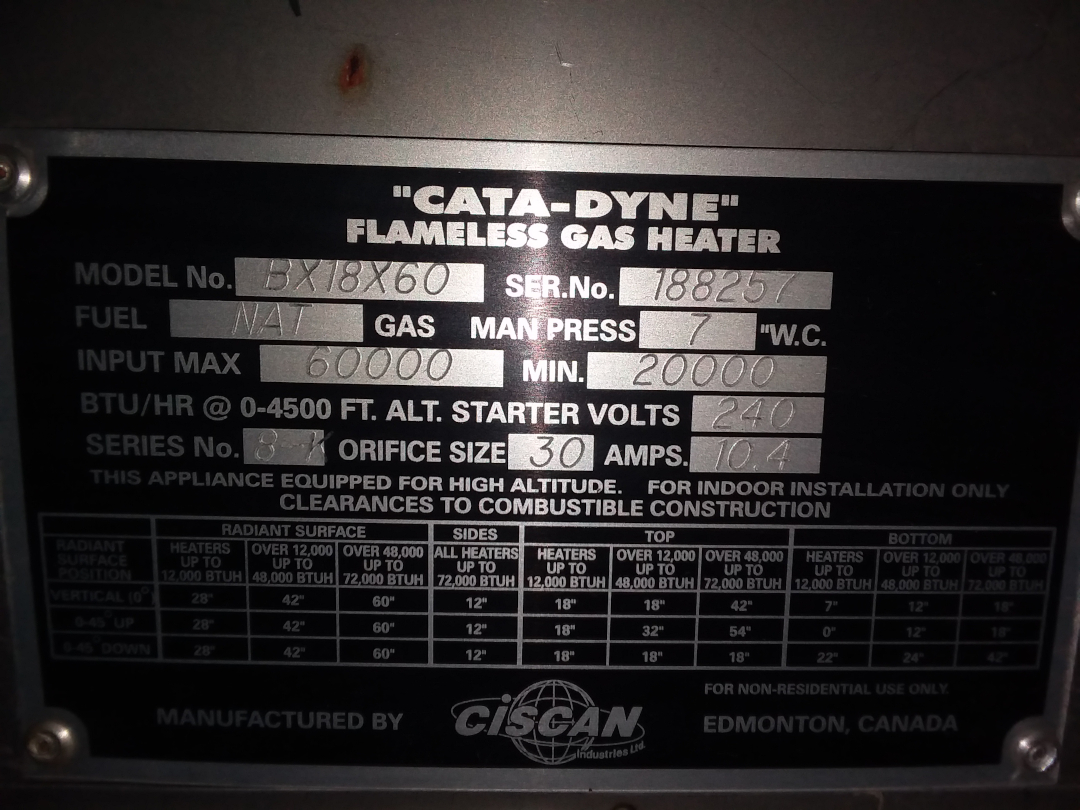 "CATA-DYNE"
FLAMELESS GAS HEATER
MODEL No. BX18X60 SER.No. 188257
FUEL NAT GAS MAN PRESS 7 "W.C.
INPUT MAX 60000 MIN. 20000
BTU/HR @ 0-4500 FT. ALT. STARTER VOLTS 240
SERIES No. 8-K ORIFICE SIZE 30 AMPS. 10.4
THIS APPLIANCE EQUIPPED FOR HIGH ALTITUDE. FOR INDOOR INSTALLATION ONLY
CLEARANCES TO COMBUSTIBLE CONSTRUCTION
RADIANT SURFACE SIDES TOP BOTTOM
RADIANT HEATERS OVER 12,000 OVER 48,000 ALL HEATERS HEATERS OVER 12,000 OVER 48,000 HEATERS OVER 12,000 OVER 48,000
SURFACE UP TO UP TO UP TO UP TO UP TO UP TO UP TO UP TO UP TO UP TO
POSITION 12,000 BTUH 48,000 BTUH 72,000 BTUH 72,000 BTUH 12,000 BTUH 48,000 BTUH 72,000 BTUH 12,000 BTUH 48,000 BTUH 72,000 BTUH
VERTICAL (0°) 28" 42" 60" 12" 18" 18" 42" 7" 12" 18"
0-45° UP 28" 42" 60" 12" 18" 32" 54" 0" 12" 18"
0-45° DOWN 28" 42" 60" 12" 18" 18" 18" 22" 24" 42"
FOR NON-RESIDENTIAL USE ONLY.
MANUFACTURED BY CISCAN EDMONTON, CANADA
Industries Ltd.